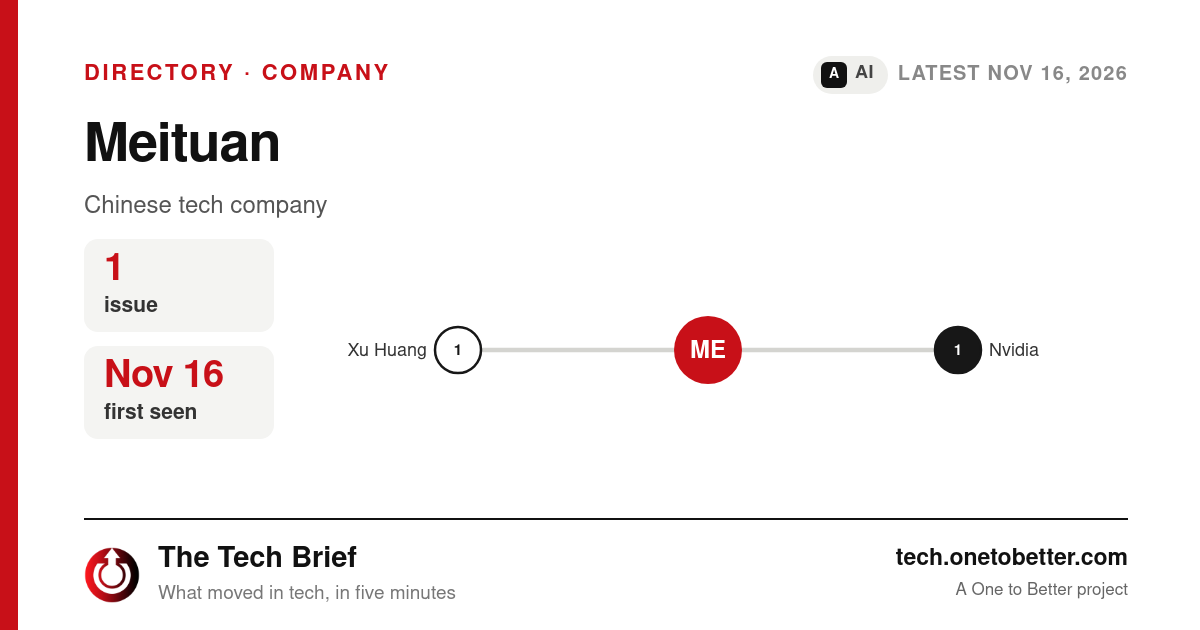 DIRECTORY · COMPANY
A AI LATEST NOV 16, 2026
Meituan
Chinese tech company
1
issue
Nov 16
first seen
Xu Huang 1 ME 1 Nvidia
The Tech Brief
What moved in tech, in five minutes
tech.onetobetter.com
A One to Better project